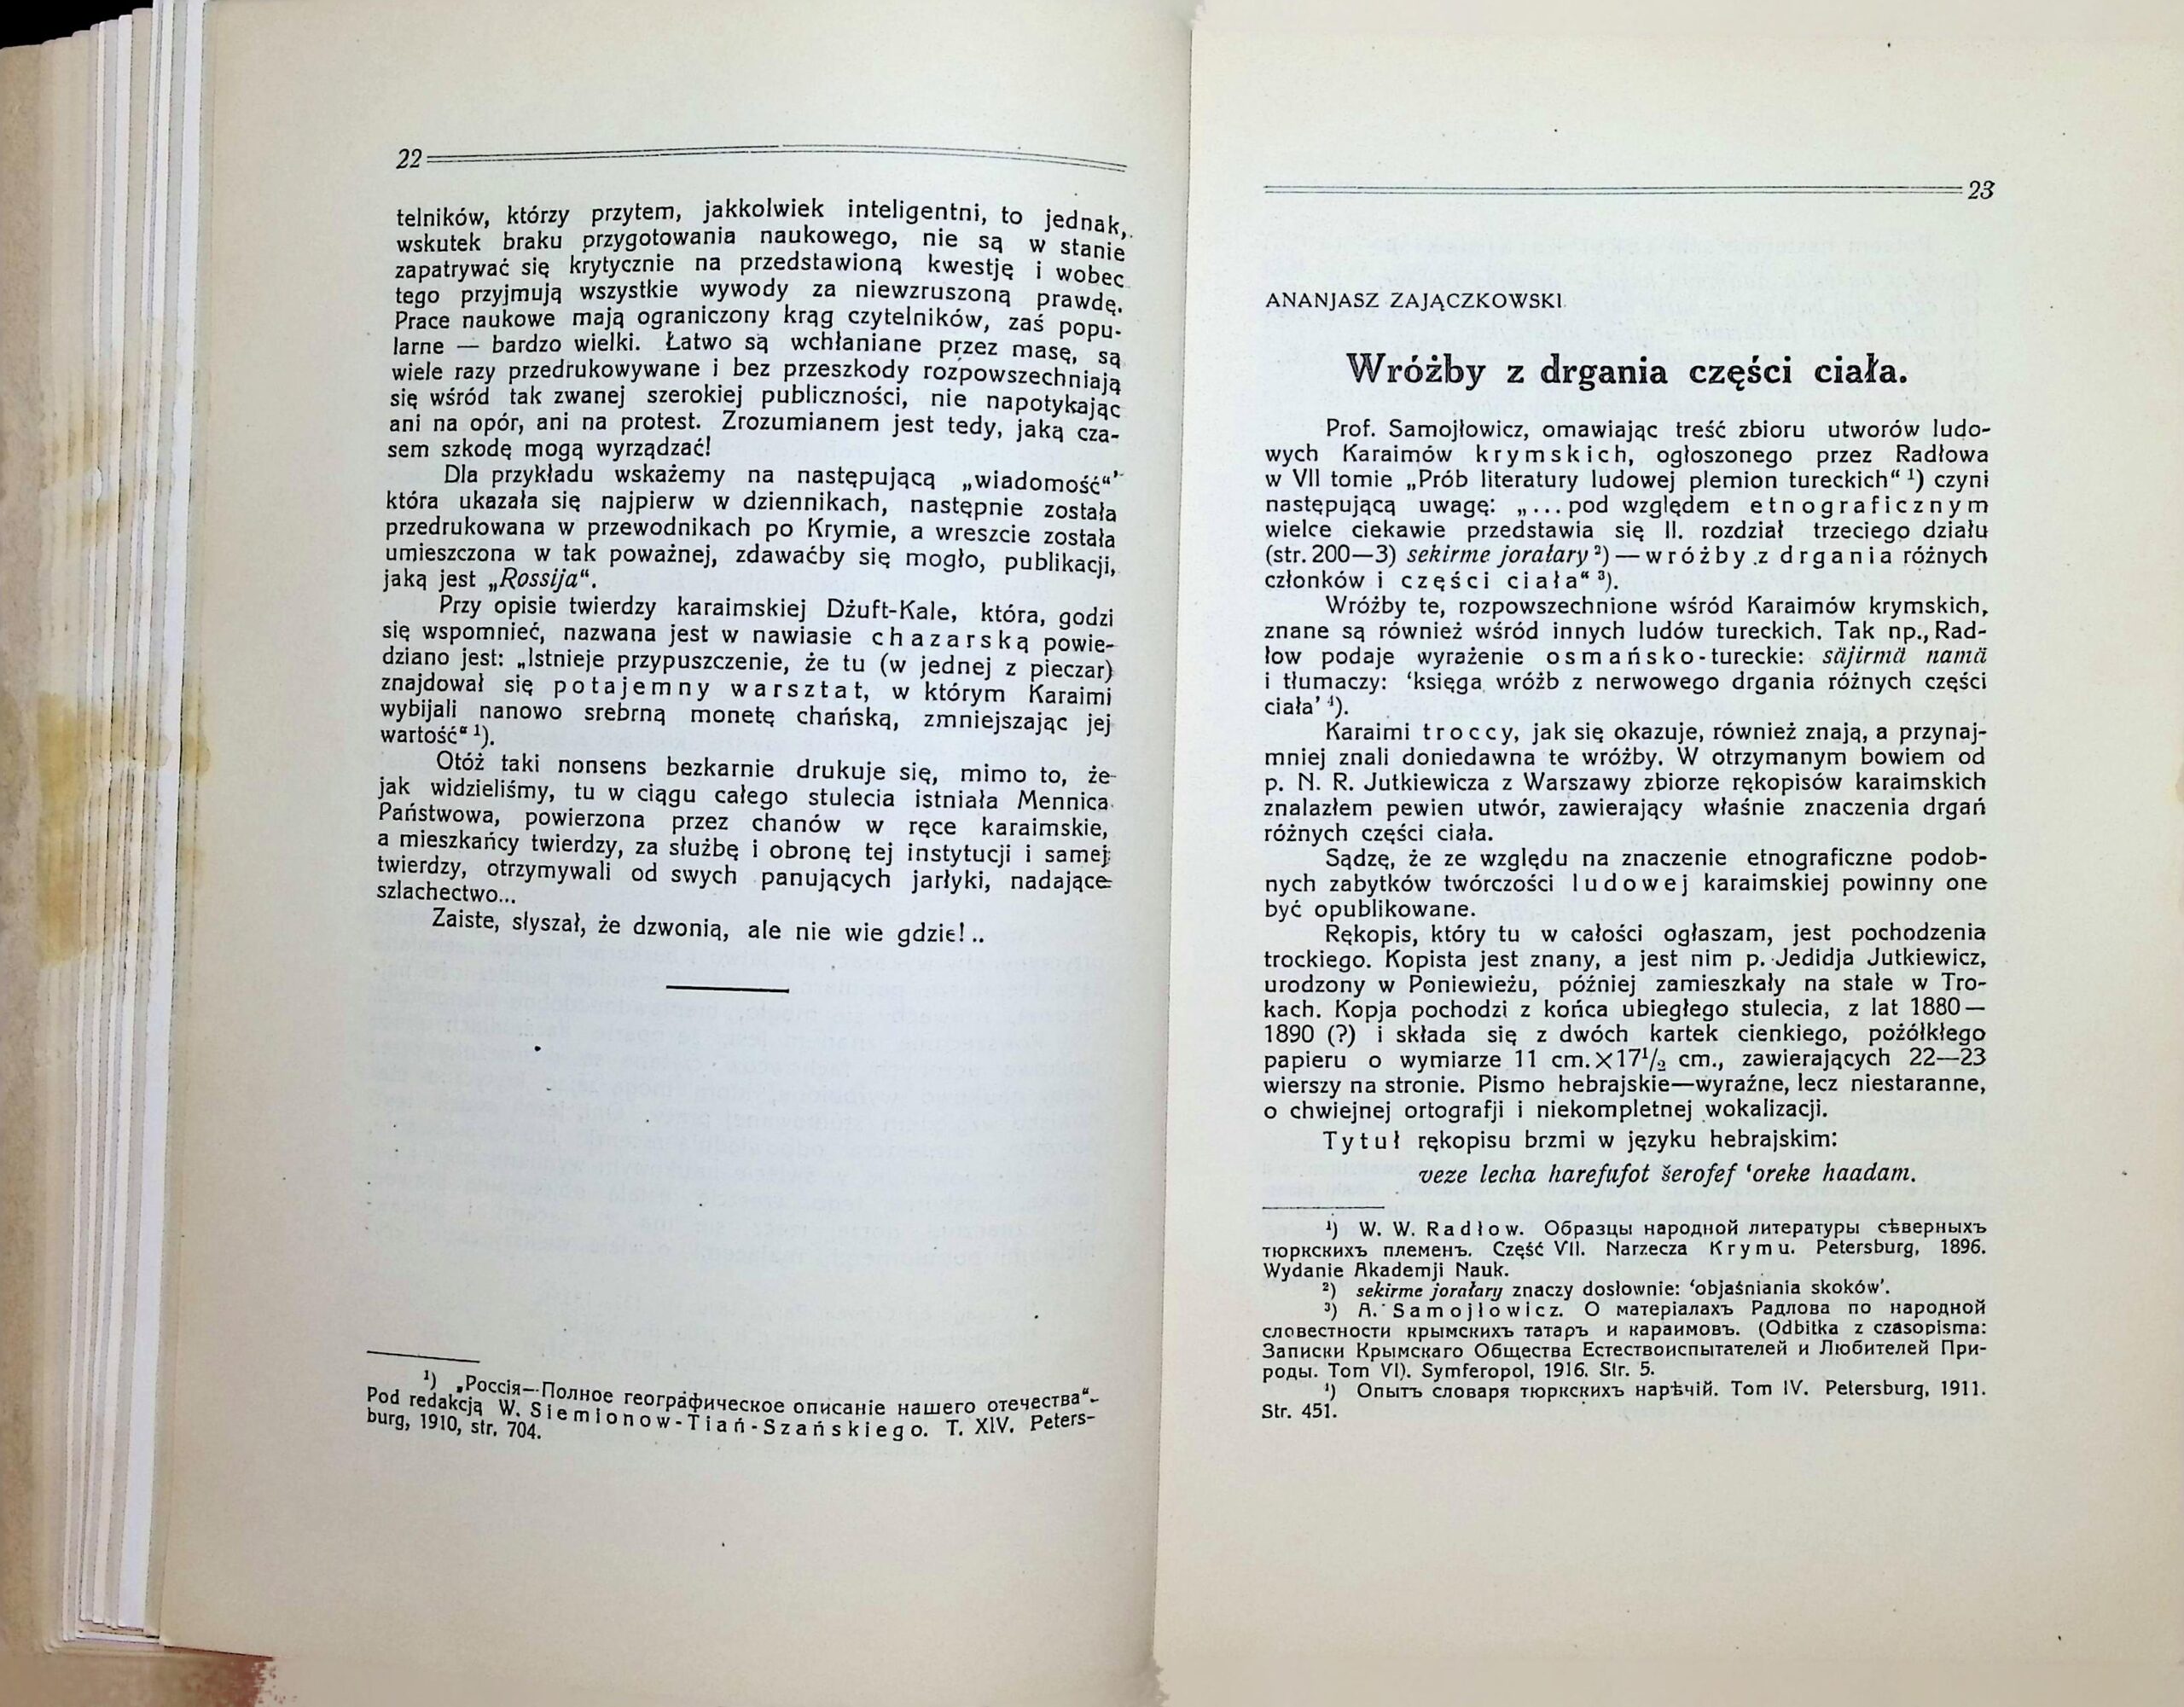 22
telników, którzy przytem, jakkolwiek inteligentni, to jednak,
wskutek braku przygotowania naukowego, nie są w stanie
zapatrywać się krytycznie na przedstawioną kwestję i wobec
tego przyjmują wszystkie wywody za niewzruszoną prawdę.
Prace naukowe mają ograniczony krąg czytelników, zaś popu-
larne — bardzo wielki. Łatwo są wchłaniane przez masę, są
wiele razy przedrukowywane i bez przeszkody rozpowszechniają
się wśród tak zwanej szerokiej publiczności, nie napotykając
ani na opór, ani na protest. Zrozumianem jest tedy, jaką cza-
sem szkodę mogą wyrządzać!
Dla przykładu wskażemy na następującą „wiadomość“
która ukazała się najpierw w dziennikach, następnie została
przedrukowana w przewodnikach po Krymie, a wreszcie została
umieszczona w tak poważnej, zdawaćby się mogło, publikacji,
jaką jest „Rossija“.
Przy opisie twierdzy karaimskiej Dżuft-Kale, która, godzi
się wspomnieć, nazwana jest w nawiasie chazarską powie-
dziano jest: „Istnieje przypuszczenie, że tu (w jednej z pieczar)
znajdował się potajemny warsztat, w którym Karaimi
wybijali nanowo srebrną monetę chańską, zmniejszając jej
wartość“ ¹).
Otóż taki nonsens bezkarnie drukuje się, mimo to, że
jak widzieliśmy, tu w ciągu całego stulecia istniała Mennica
Państwowa, powierzona przez chanów w ręce karaimskie,
a mieszkańcy twierdzy, za służbę i obronę tej instytucji i samej
twierdzy, otrzymywali od swych panujących jarłyki, nadające
szlachectwo...
Zaiste, słyszał, że dzwonią, ale nie wie gdzie!..
¹) „Россія—Полное географическое описаніе нашего отечества“-
Pod redakcją W. Siemionow-Tiań-Szańskiego. T. XIV. Peters-
burg, 1910, str. 704.
23
ANANJASZ ZAJĄCZKOWSKI
Wróżby z drgania części ciała.
Prof. Samojłowicz, omawiając treść zbioru utworów ludo-
wych Karaimów krymskich, ogłoszonego przez Radłowa
w VII tomie „Prób literatury ludowej plemion tureckich“ ¹) czyni
następującą uwagę: „... pod względem etnograficznym
wielce ciekawie przedstawia się II. rozdział trzeciego działu
(str. 200—3) sekirme jorałary ²) — wróżby z drgania różnych
członków i części ciała“ ³).
Wróżby te, rozpowszechnione wśród Karaimów krymskich,
znane są również wśród innych ludów tureckich. Tak np., Rad-
łow podaje wyrażenie osmańsko-tureckie: säjirmä namä
i tłumaczy: ‘księga wróżb z nerwowego drgania różnych części
ciała’ ⁴).
Karaimi troccy, jak się okazuje, również znają, a przynaj-
mniej znali doniedawna te wróżby. W otrzymanym bowiem od
p. N. R. Jutkiewicza z Warszawy zbiorze rękopisów karaimskich
znalazłem pewien utwór, zawierający właśnie znaczenia drgań
różnych części ciała.
Sądzę, że ze względu na znaczenie etnograficzne podob-
nych zabytków twórczości ludowej karaimskiej powinny one
być opublikowane.
Rękopis, który tu w całości ogłaszam, jest pochodzenia
trockiego. Kopista jest znany, a jest nim p. Jedidja Jutkiewicz,
urodzony w Poniewieżu, później zamieszkały na stałe w Tro-
kach. Kopja pochodzi z końca ubiegłego stulecia, z lat 1880—
1890 (?) i składa się z dwóch kartek cienkiego, pożółkłego
papieru o wymiarze 11 cm.×17¹/₂ cm., zawierających 22—23
wierszy na stronie. Pismo hebrajskie—wyraźne, lecz niestaranne,
o chwiejnej ortografji i niekompletnej wokalizacji.
Tytuł rękopisu brzmi w języku hebrajskim:
veze lecha harefufot šerofef ‘oreke haadam.
¹) W. W. Radłow. Образцы народной литературы сѣверныхъ
тюркскихъ племенъ. Część VII. Narzecza Krymu. Petersburg, 1896.
Wydanie Akademji Nauk.
²) sekirme jorałary znaczy dosłownie: ‘objaśniania skoków’.
³) A. Samojłowicz. О матеріалахъ Радлова по народной
словестности крымскихъ татаръ и караимовъ. (Odbitka z czasopisma:
Записки Крымскаго Общества Естествоиспытателей и Любителей При-
роды. Tom VI). Symferopol, 1916. Str. 5.
⁴) Опытъ словаря тюркскихъ нарѣчій. Tom IV. Petersburg, 1911.
Str. 451.